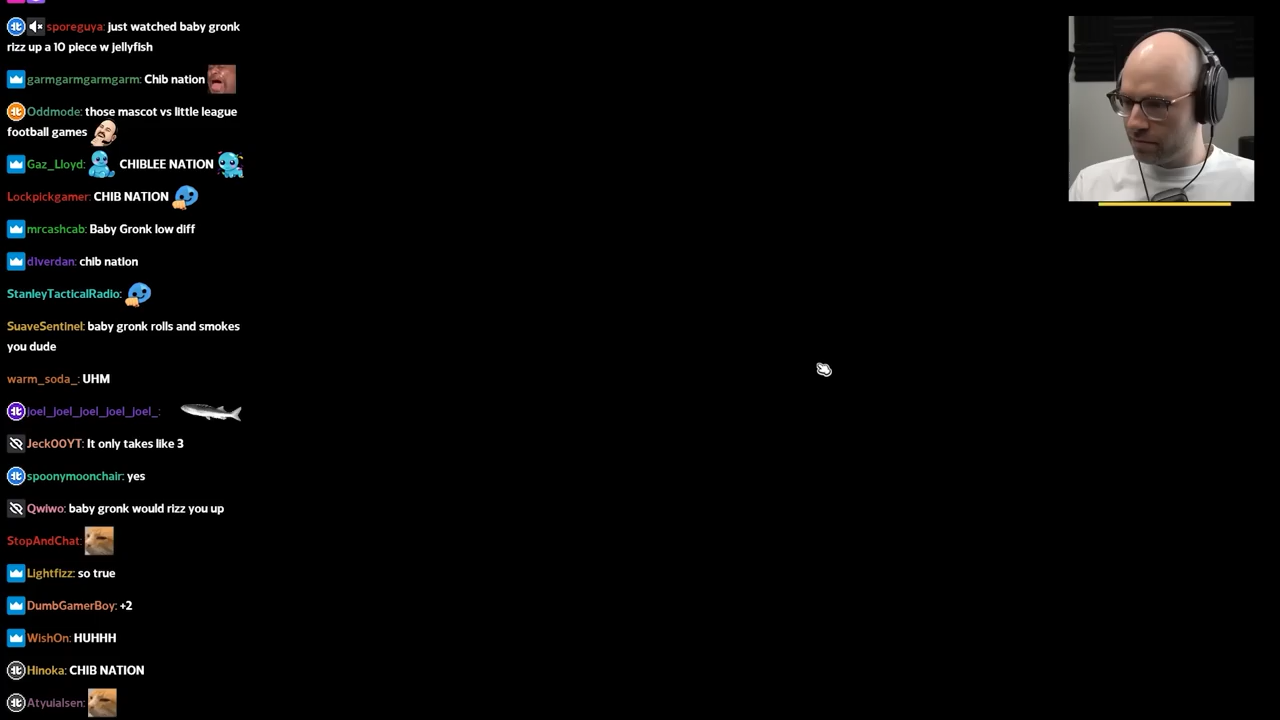 sporeguya: just watched baby gronk
rizz up a 10 piece w jellyfish
garmgarmgarmgarm: Chib nation
Oddmode: those mascot vs little league
football games
Gaz_Lloyd: CHIBLEE NATION
Lockpickgamer: CHIB NATION
mrcashcab: Baby Gronk low diff
dlverdan: chib nation
StanleyTacticalRadio:
SuaveSentinel: baby gronk rolls and smokes
you dude
warm_soda_: UHM
joel_joel_joel_joel_joel_:
Jeck00YT: It only takes like 3
spoonymoonchair: yes
Qwiwo: baby gronk would rizz you up
StopAndChat:
Lightfizz: so true
DumbGamerBoy: +2
WishOn: HUHHH
Hinoka: CHIB NATION
Atyulalsen: